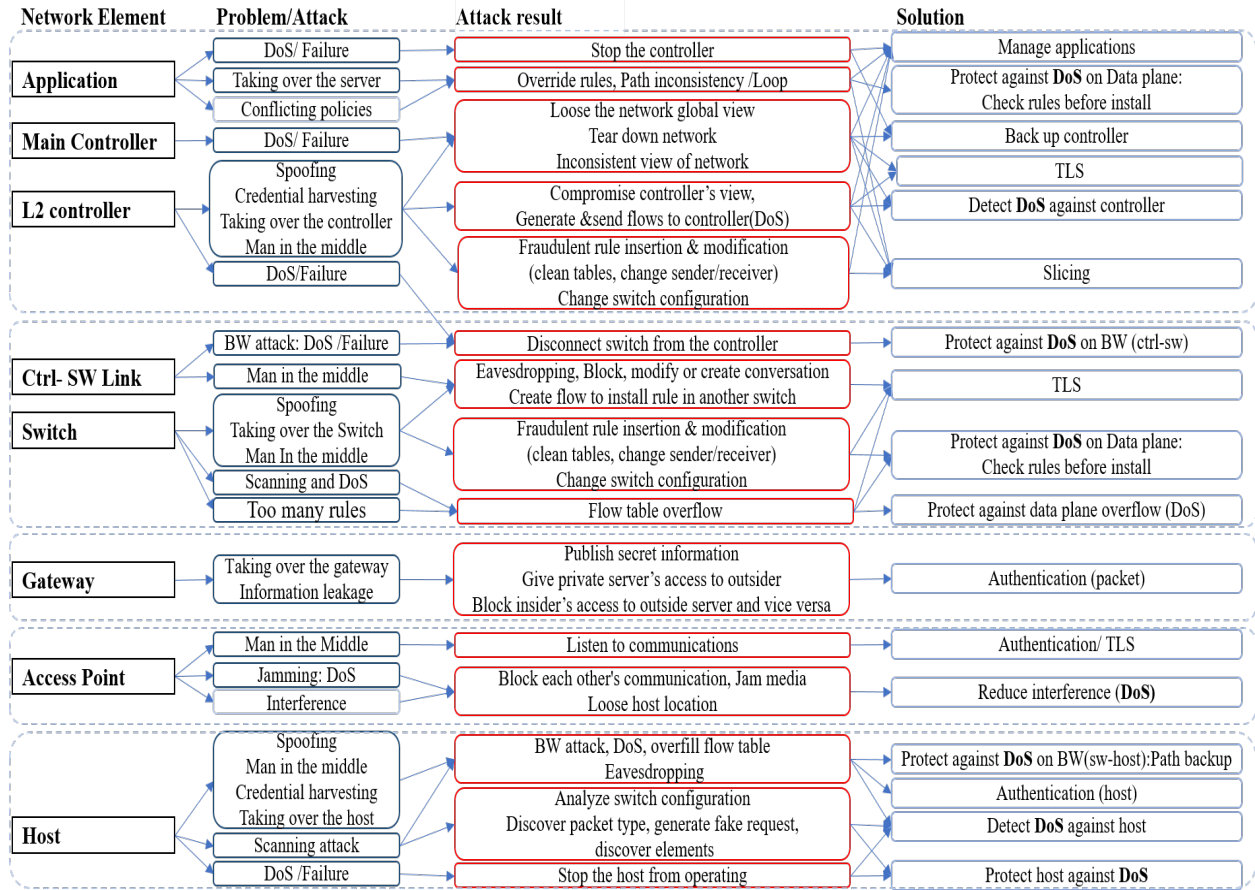 Network Element
Problem/Attack
Attack result
Solution
Application
DoS/ Failure
Taking over the server
Conflicting policies
Stop the controller
Override rules, Path inconsistency /Loop
Manage applications
Protect against DoS on Data plane:
Check rules before install
Main Controller
DoS/ Failure
Loose the network global view
Tear down network
Inconsistent view of network
Back up controller
TLS
L2 controller
Spoofing
Credential harvesting
Taking over the controller
Man in the middle
DoS/Failure
Compromise controller's view,
Generate &send flows to controller(DoS)
Fraudulent rule insertion & modification
(clean tables, change sender/receiver)
Change switch configuration
Detect DoS against controller
Slicing
Ctrl- SW Link
BW attack: DoS /Failure
Man in the middle
Disconnect switch from the controller
Eavesdropping, Block, modify or create conversation
Create flow to install rule in another switch
Protect against DoS on BW (ctrl-sw)
TLS
Switch
Spoofing
Taking over the Switch
Man In the middle
Scanning and DoS
Too many rules
Fraudulent rule insertion & modification
(clean tables, change sender/receiver)
Change switch configuration
Flow table overflow
Protect against DoS on Data plane:
Check rules before install
Protect against data plane overflow (DoS)
Gateway
Taking over the gateway
Information leakage
Publish secret information
Give private server's access to outsider
Block insider's access to outside server and vice versa
Authentication (packet)
Access Point
Man in the Middle
Jamming: DoS
Interference
Listen to communications
Block each other's communication, Jam media
Loose host location
Authentication/ TLS
Reduce interference (DoS)
Host
Spoofing
Man in the middle
Credential harvesting
Taking over the host
Scanning attack
DoS /Failure
BW attack, DoS, overfill flow table
Eavesdropping
Analyze switch configuration
Discover packet type, generate fake request,
discover elements
Stop the host from operating
Protect against DoS on BW(sw-host):Path backup
Authentication (host)
Detect DoS against host
Protect host against DoS